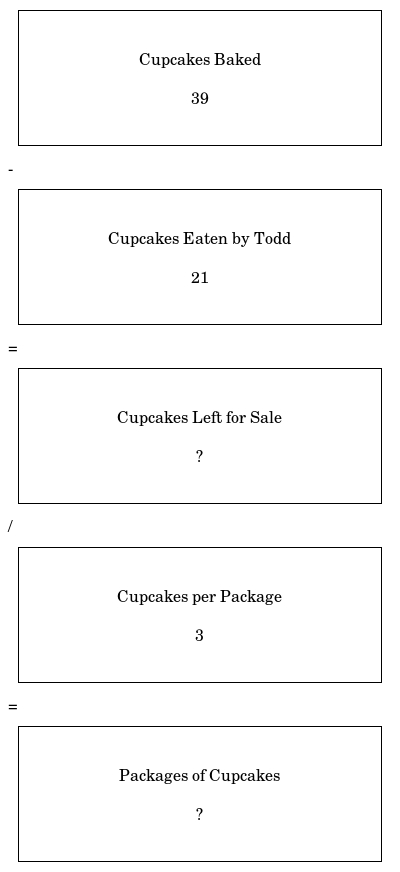 Cupcakes Baked
39
-
Cupcakes Eaten by Todd
21
=
Cupcakes Left for Sale
?
/
Cupcakes per Package
3
=
Packages of Cupcakes
?